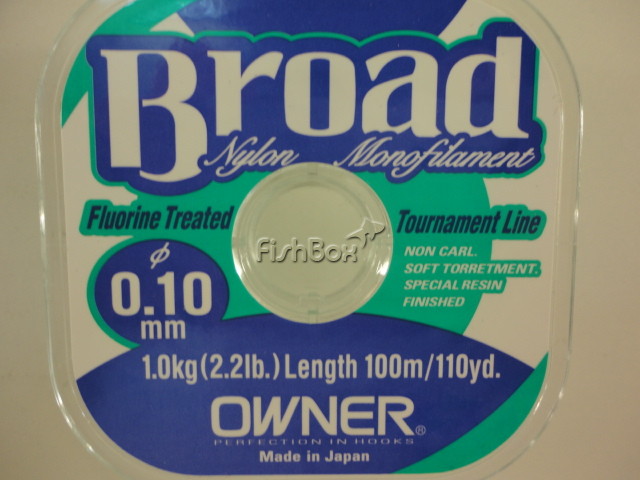 Broad
Nylon Monofilament
Fluorine Treated
Tournament Line
FishBox
NON CARL.
SOFT TORRETMENT.
SPECIAL RESIN
FINISHED
ϕ
0.10
mm
1.0kg(2.2lb.) Length 100m/110yd.
OWNER®
PERFECTION IN HOOKS
Made in Japan